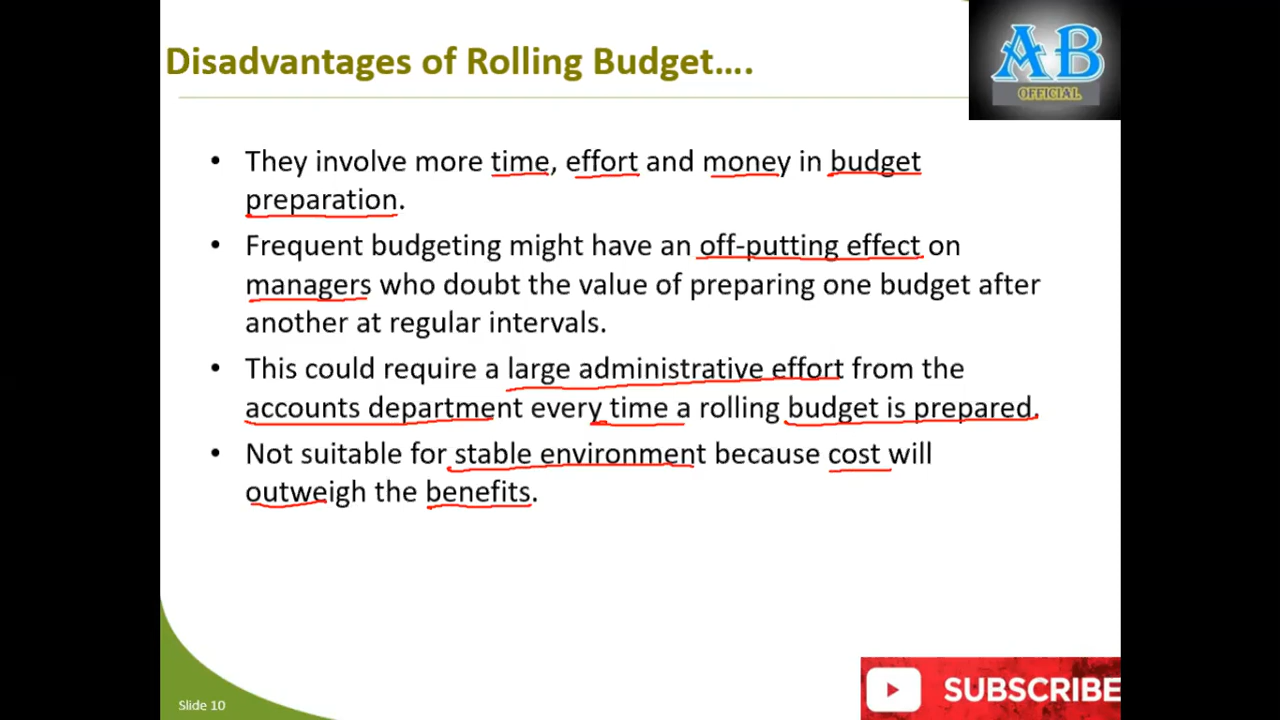 Disadvantages of Rolling Budget....
AB
OFFICIAL
• They involve more time, effort and money in budget
preparation.
• Frequent budgeting might have an off-putting effect on
managers who doubt the value of preparing one budget after
another at regular intervals.
• This could require a large administrative effort from the
accounts department every time a rolling budget is prepared.
• Not suitable for stable environment because cost will
outweigh the benefits.
Slide 10
SUBSCRIBE